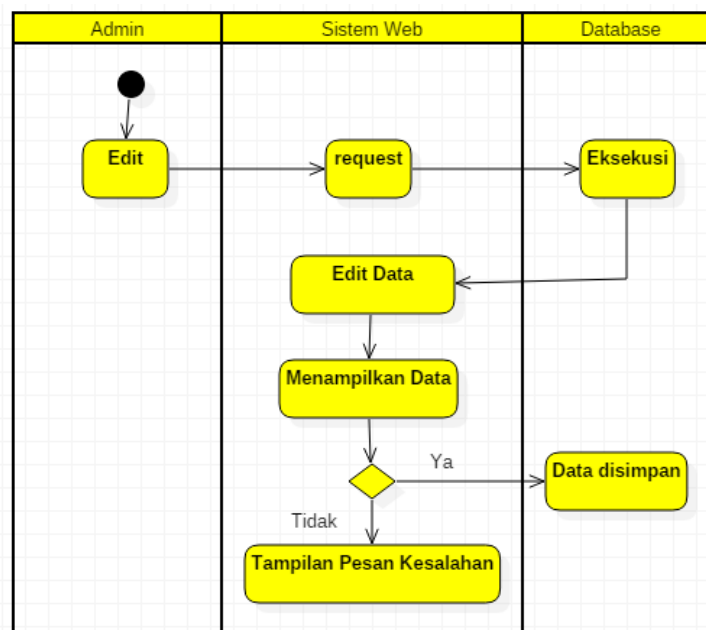 Admin
Sistem Web
Database
Edit
request
Eksekusi
Edit Data
Menampilkan Data
Ya
Data disimpan
Tidak
Tampilan Pesan Kesalahan